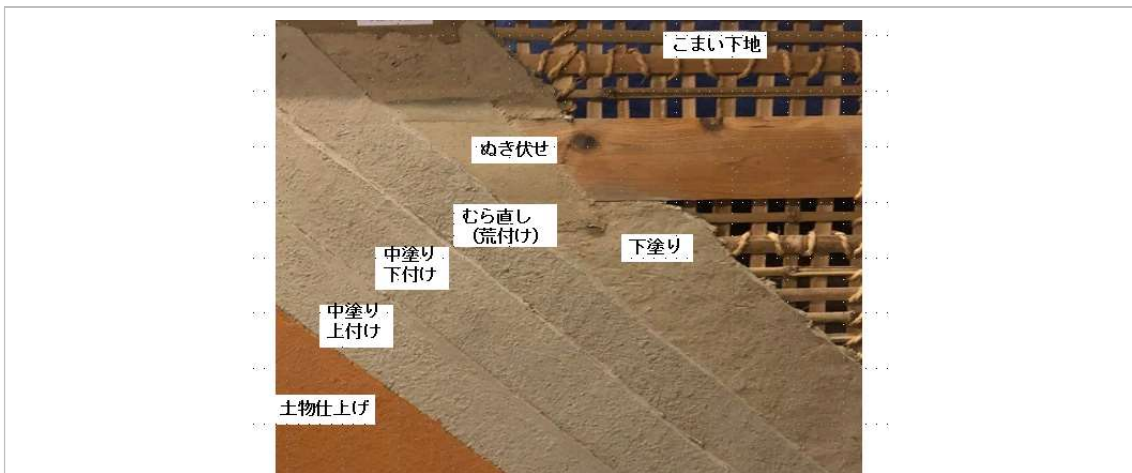 こまい下地
ぬき伏せ
むら直し
(荒付け)
下塗り
中塗り
下付け
中塗り
上付け
土物仕上げ